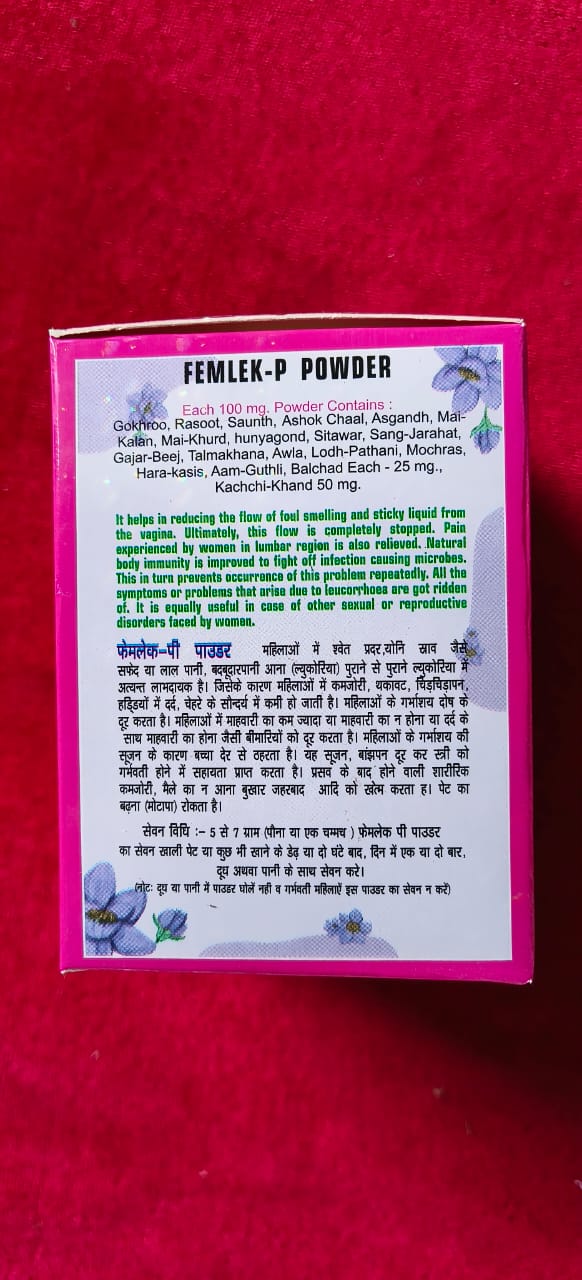 FEMLEK-P POWDER
Each 100 mg. Powder Contains :
Gokhroo, Rasoot, Saunth, Ashok Chaal, Asgandh, Mai-
Kalan, Mai-Khurd, hunyagond, Sitawar, Sang-Jarahat,
Gajar-Beej, Talmakhana, Awla, Lodh-Pathani, Mochras,
Hara-kasis, Aam-Guthli, Balchad Each - 25 mg.,
Kachchi-Khand 50 mg.
It helps in reducing the flow of foul smelling and sticky liquid from
the vagina. Ultimately, this flow is completely stopped. Pain
experienced by women in lumbar region is also relieved. Natural
body immunity is improved to fight off infection causing microbes.
This in turn prevents occurrence of this problem repeatedly. All the
symptoms or problems that arise due to leucorrhoea are got ridden
of. It is equally useful in case of other sexual or reproductive
disorders faced by women.
फेमलेक-पी पाउडर महिलाओं में श्वेत प्रदर,योनि स्राव जैसे
सफेद या लाल पानी, बदबूदारपानी आना (ल्युकोरिया) पुराने से पुराने ल्युकोरिया में
अत्यन्त लाभदायक है। जिसके कारण महिलाओं में कमजोरी, थकावट, चिड़चिड़ापन,
हड्डियों में दर्द, चेहरे के सौन्दर्य में कमी हो जाती है। महिलाओं के गर्भाशय दोष के
दूर करता है। महिलाओं में माहवारी का कम ज्यादा या माहवारी का न होना या दर्द के
साथ माहवारी का होना जैसी बीमारियों को दूर करता है। महिलाओं के गर्भाशय की
सूजन के कारण बच्चा देर से ठहरता है। यह सूजन, बांझपन दूर कर स्त्री को
गर्मवती होने में सहायता प्राप्त करता है। प्रसव के बाद होने वाली शारीरिक
कमजोरी, मैले का न आना बुखार जहरबाद आदि को खत्म करता ह। पेट का
बढ़ना (मोटापा) रोकता है।
सेवन विधि :- 5 से 7 ग्राम (पौना या एक चम्मच ) फेमलेक पी पाउडर
का सेवन खाली पेट या कुछ भी खाने के डेढ़ या दो घंटे बाद, दिन में एक या दो बार,
दूध अथवा पानी के साथ सेवन करे।
(नोट: दूध या पानी में पाउडर घोलें नही व गर्भवती महिलाऐं इस पाउडर का सेवन न करें)